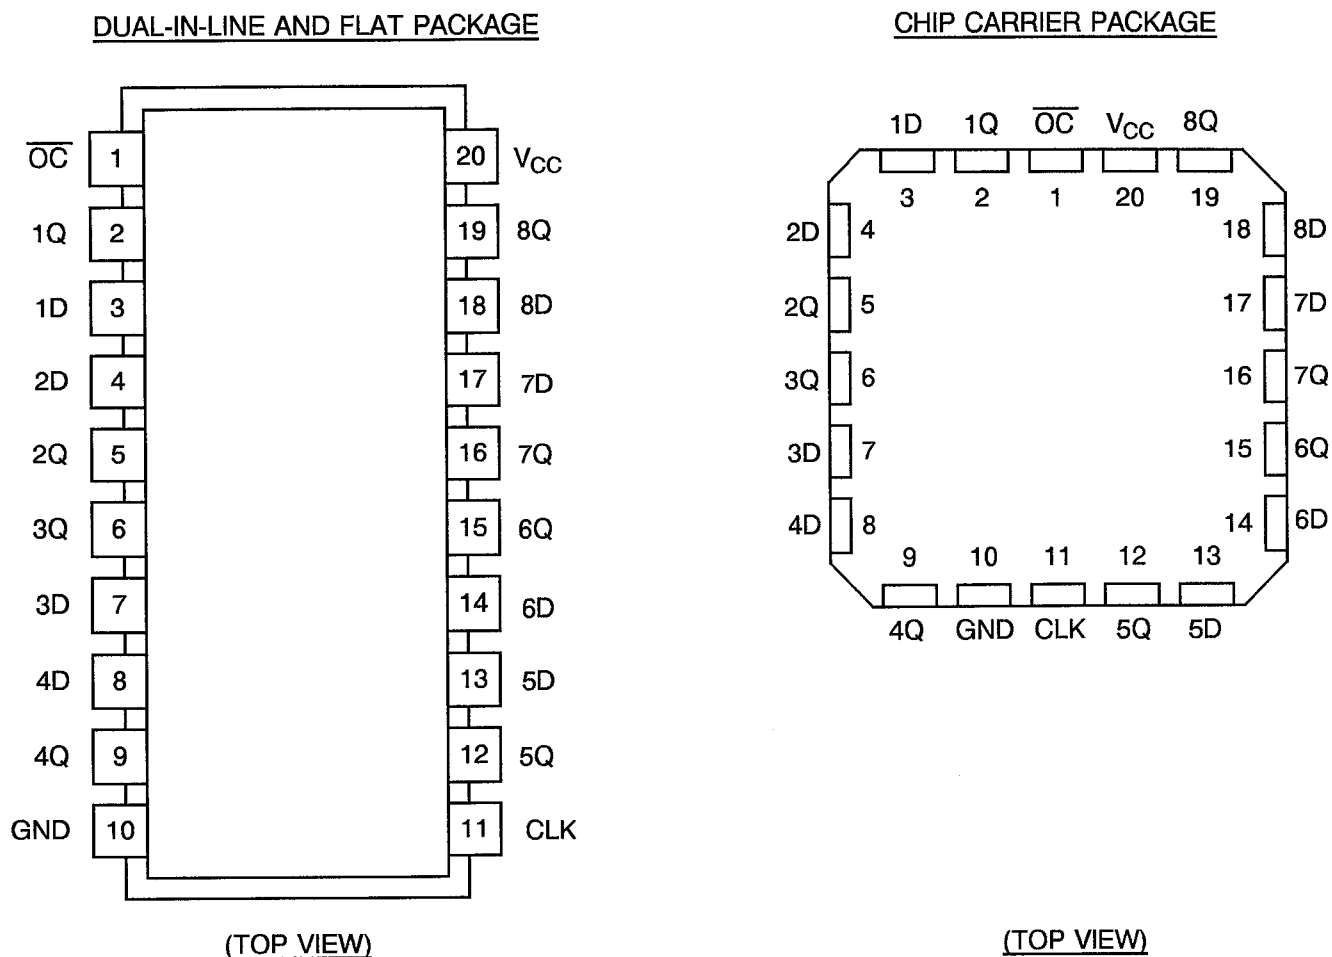 DUAL-IN-LINE AND FLAT PACKAGE
O̅C̅ 1 20 VCC
1Q 2 19 8Q
1D 3 18 8D
2D 4 17 7D
2Q 5 16 7Q
3Q 6 15 6Q
3D 7 14 6D
4D 8 13 5D
4Q 9 12 5Q
GND 10 11 CLK
(TOP VIEW)
CHIP CARRIER PACKAGE
1D 1Q O̅C̅ VCC 8Q
3 2 1 20 19
2D 4 18 8D
2Q 5 17 7D
3Q 6 16 7Q
3D 7 15 6Q
4D 8 14 6D
9 10 11 12 13
4Q GND CLK 5Q 5D
(TOP VIEW)